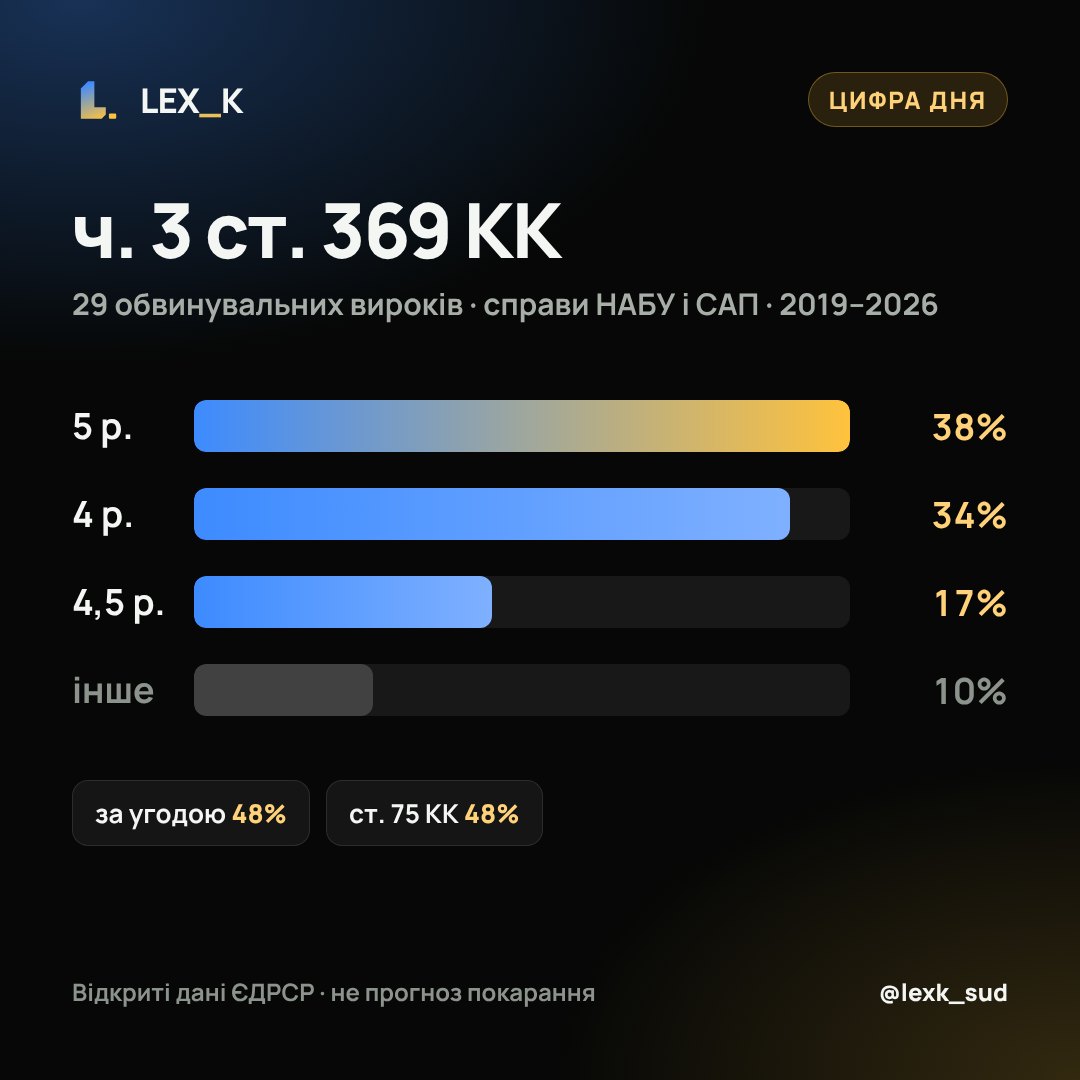 LEX_K
ЦИФРА ДНЯ
ч. 3 ст. 369 КК
29 обвинувальних вироків · справи НАБУ і САП · 2019–2026
5 р. 38%
4 р. 34%
4,5 р. 17%
інше 10%
за угодою 48%
ст. 75 КК 48%
Відкриті дані ЄДРСР · не прогноз покарання
@lexk_sud